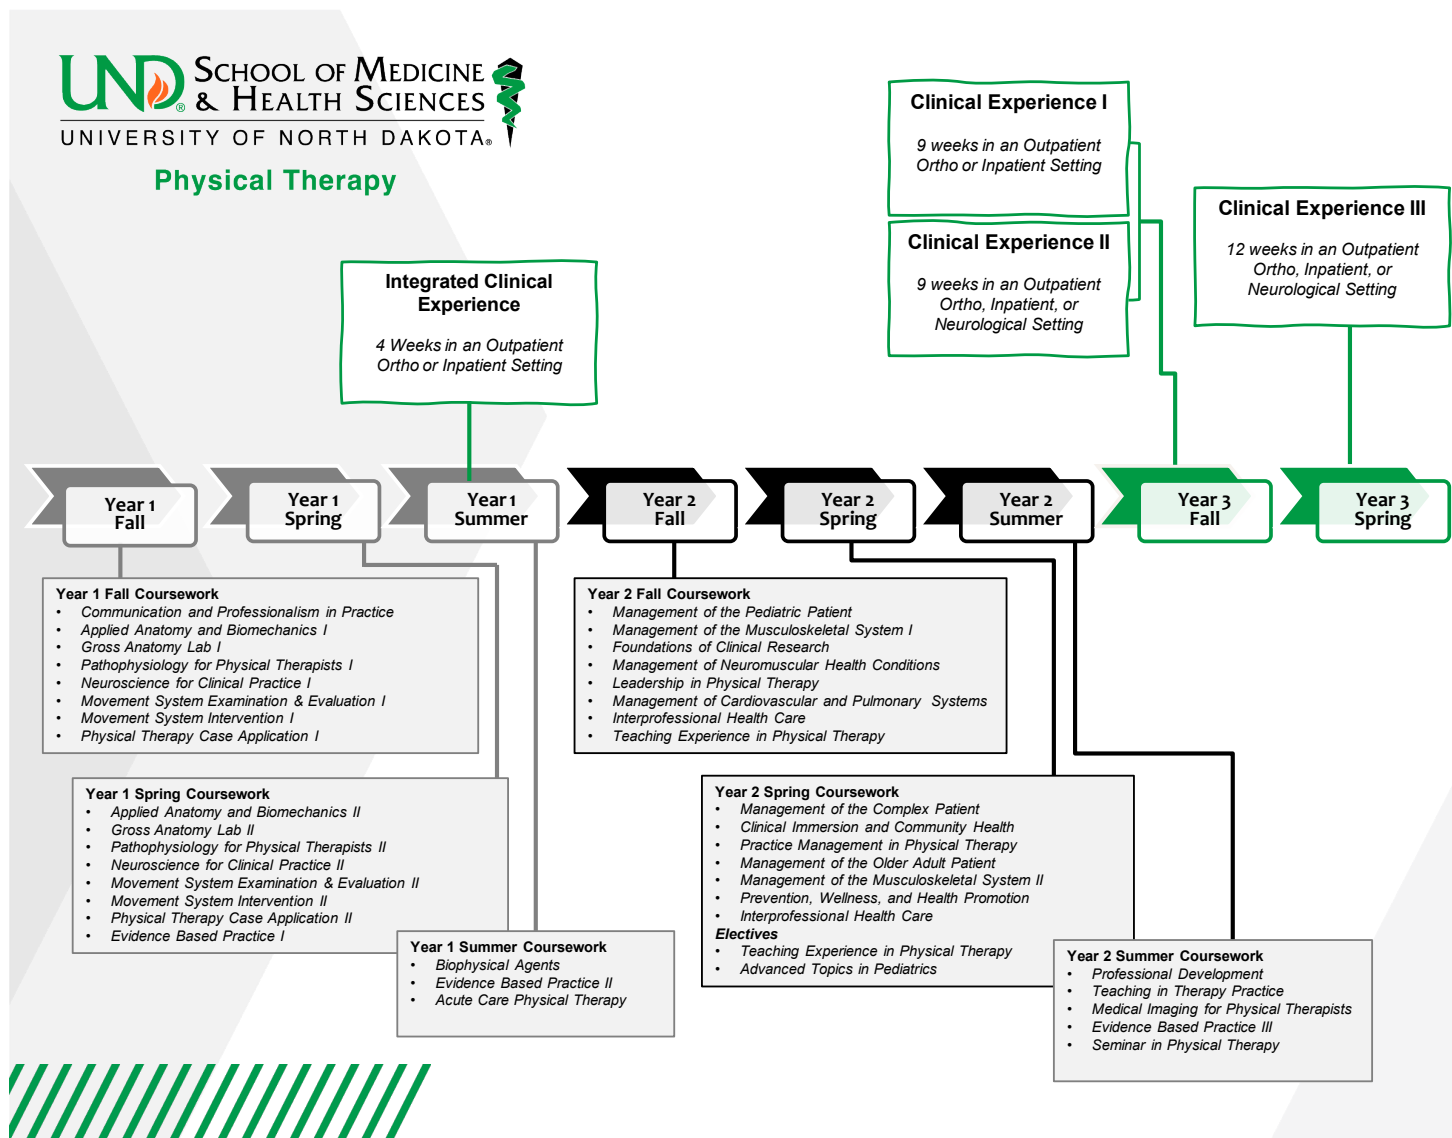 UND® SCHOOL OF MEDICINE
& HEALTH SCIENCES
UNIVERSITY OF NORTH DAKOTA®
Physical Therapy
Clinical Experience I
9 weeks in an Outpatient
Ortho or Inpatient Setting
Clinical Experience II
9 weeks in an Outpatient
Ortho, Inpatient, or
Neurological Setting
Clinical Experience III
12 weeks in an Outpatient
Ortho, Inpatient, or
Neurological Setting
Integrated Clinical
Experience
4 Weeks in an Outpatient
Ortho or Inpatient Setting
Year 1
Fall
Year 1
Spring
Year 1
Summer
Year 2
Fall
Year 2
Spring
Year 2
Summer
Year 3
Fall
Year 3
Spring
Year 1 Fall Coursework
• Communication and Professionalism in Practice
• Applied Anatomy and Biomechanics I
• Gross Anatomy Lab I
• Pathophysiology for Physical Therapists I
• Neuroscience for Clinical Practice I
• Movement System Examination & Evaluation I
• Movement System Intervention I
• Physical Therapy Case Application I
Year 1 Spring Coursework
• Applied Anatomy and Biomechanics II
• Gross Anatomy Lab II
• Pathophysiology for Physical Therapists II
• Neuroscience for Clinical Practice II
• Movement System Examination & Evaluation II
• Movement System Intervention II
• Physical Therapy Case Application II
• Evidence Based Practice I
Year 1 Summer Coursework
• Biophysical Agents
• Evidence Based Practice II
• Acute Care Physical Therapy
Year 2 Fall Coursework
• Management of the Pediatric Patient
• Management of the Musculoskeletal System I
• Foundations of Clinical Research
• Management of Neuromuscular Health Conditions
• Leadership in Physical Therapy
• Management of Cardiovascular and Pulmonary Systems
• Interprofessional Health Care
• Teaching Experience in Physical Therapy
Year 2 Spring Coursework
• Management of the Complex Patient
• Clinical Immersion and Community Health
• Practice Management in Physical Therapy
• Management of the Older Adult Patient
• Management of the Musculoskeletal System II
• Prevention, Wellness, and Health Promotion
• Interprofessional Health Care
Electives
• Teaching Experience in Physical Therapy
• Advanced Topics in Pediatrics
Year 2 Summer Coursework
• Professional Development
• Teaching in Therapy Practice
• Medical Imaging for Physical Therapists
• Evidence Based Practice III
• Seminar in Physical Therapy